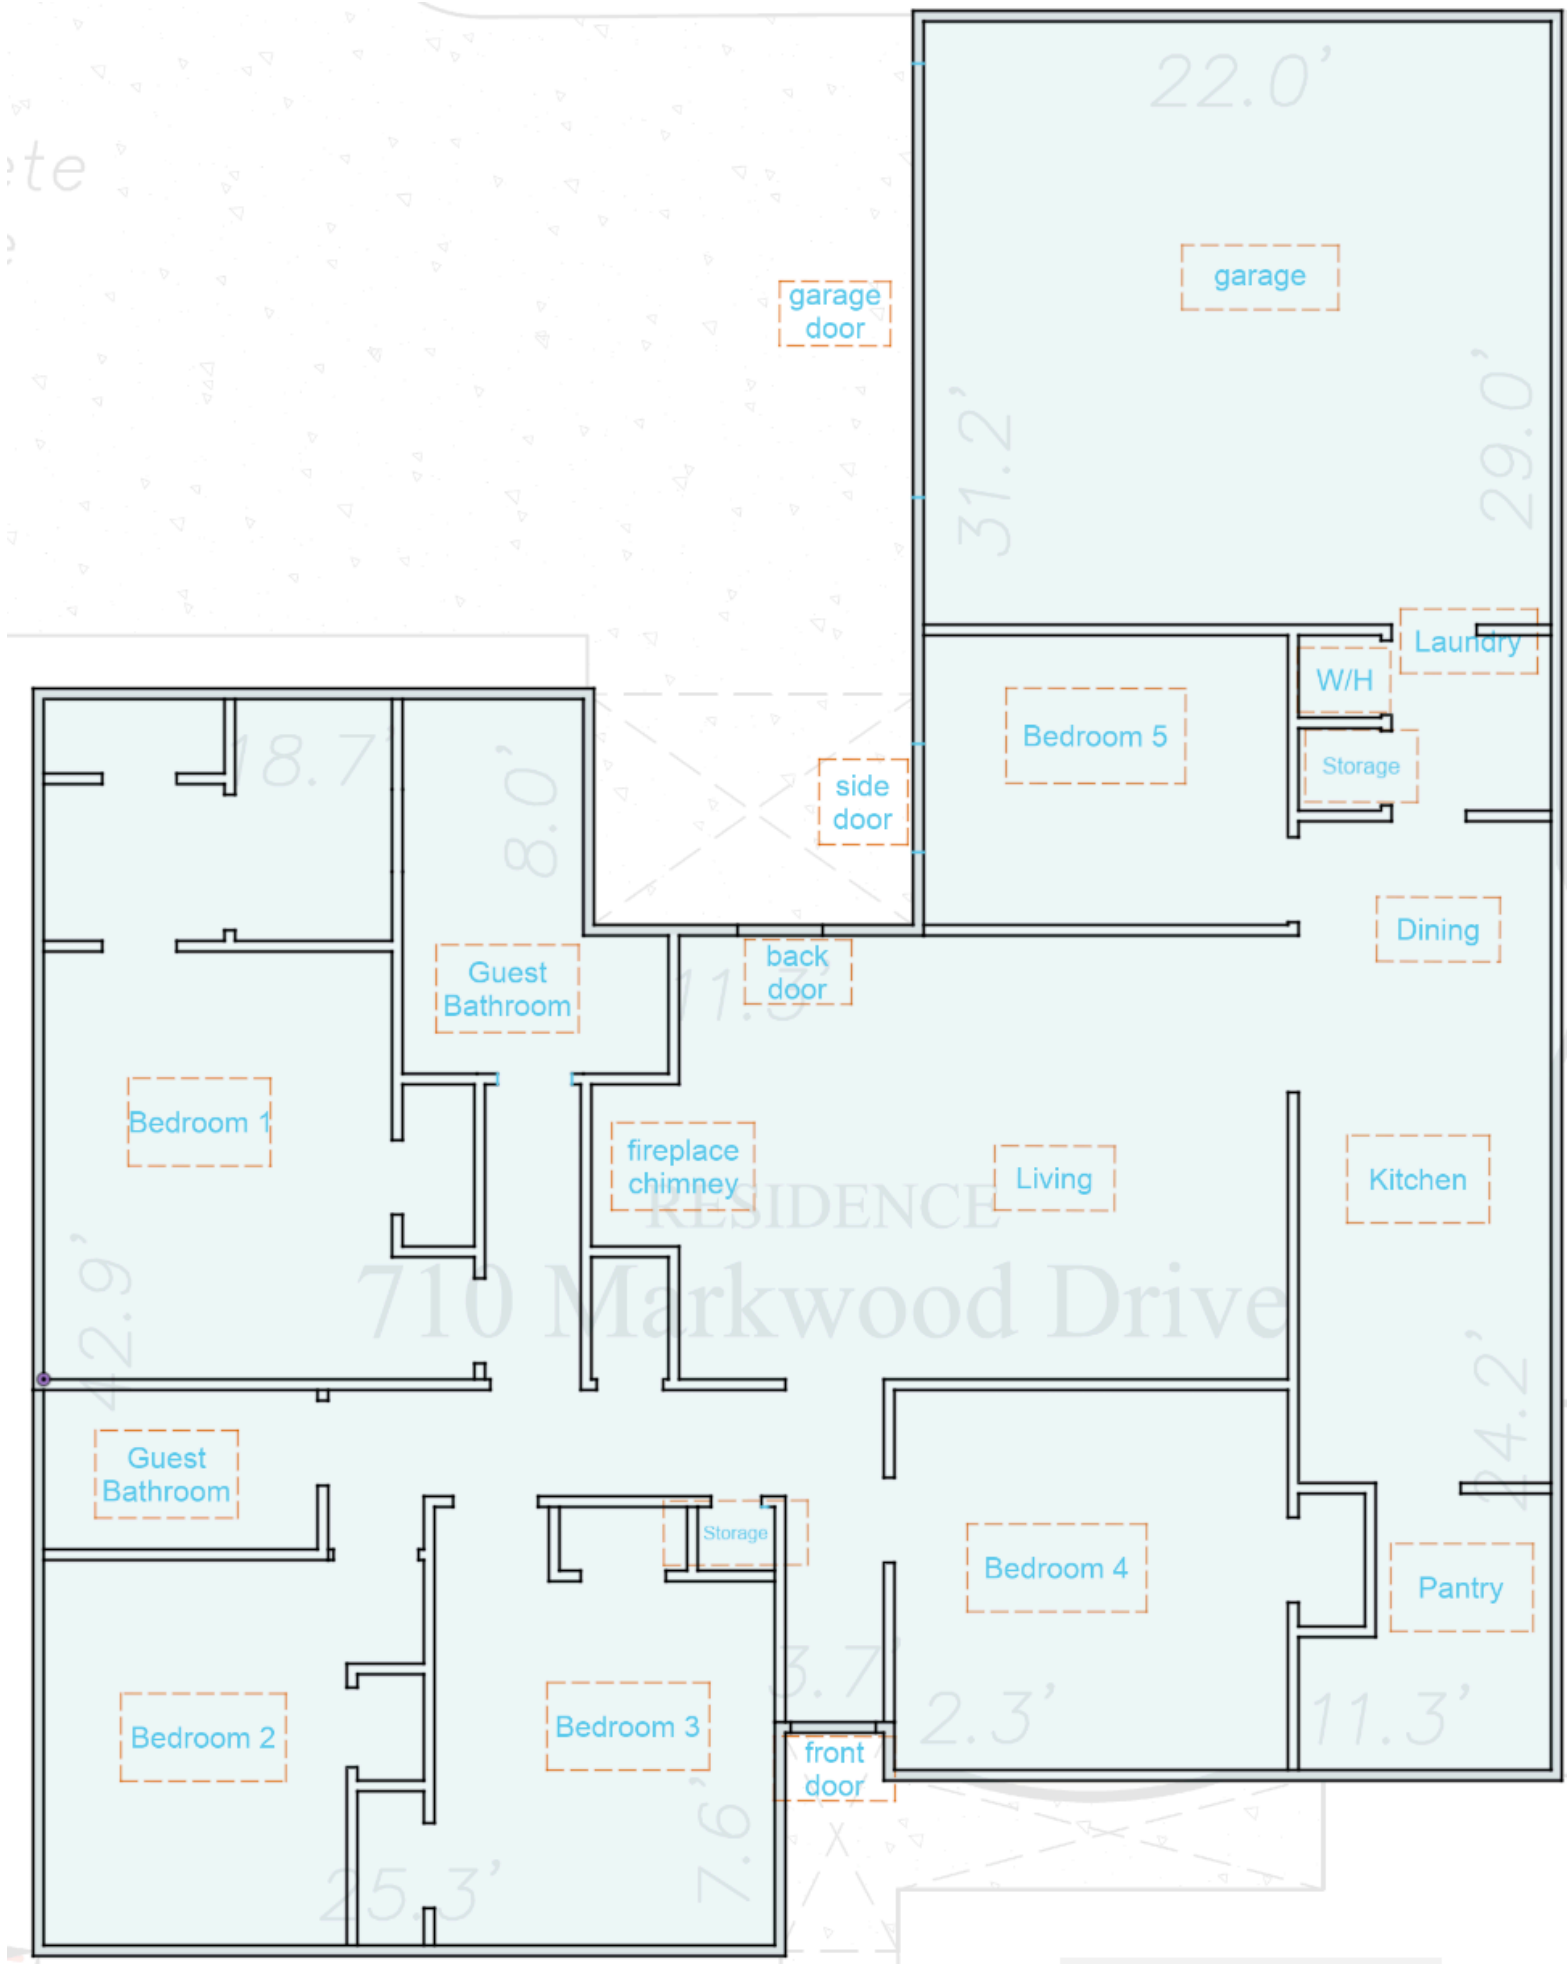 22.0'
ete
garage
garage
door
31.2'
29.0'
Laundry
W/H
Bedroom 5
Storage
18.7'
8.0'
side
door
Dining
back
door
11.3'
Guest
Bathroom
Bedroom 1
fireplace
chimney
Living
Kitchen
RESIDENCE
710 Markwood Drive
42.9'
24.2'
Guest
Bathroom
Storage
Bedroom 4
Pantry
3.7'
2.3'
11.3'
Bedroom 2
Bedroom 3
front
door
7.6'
25.3'